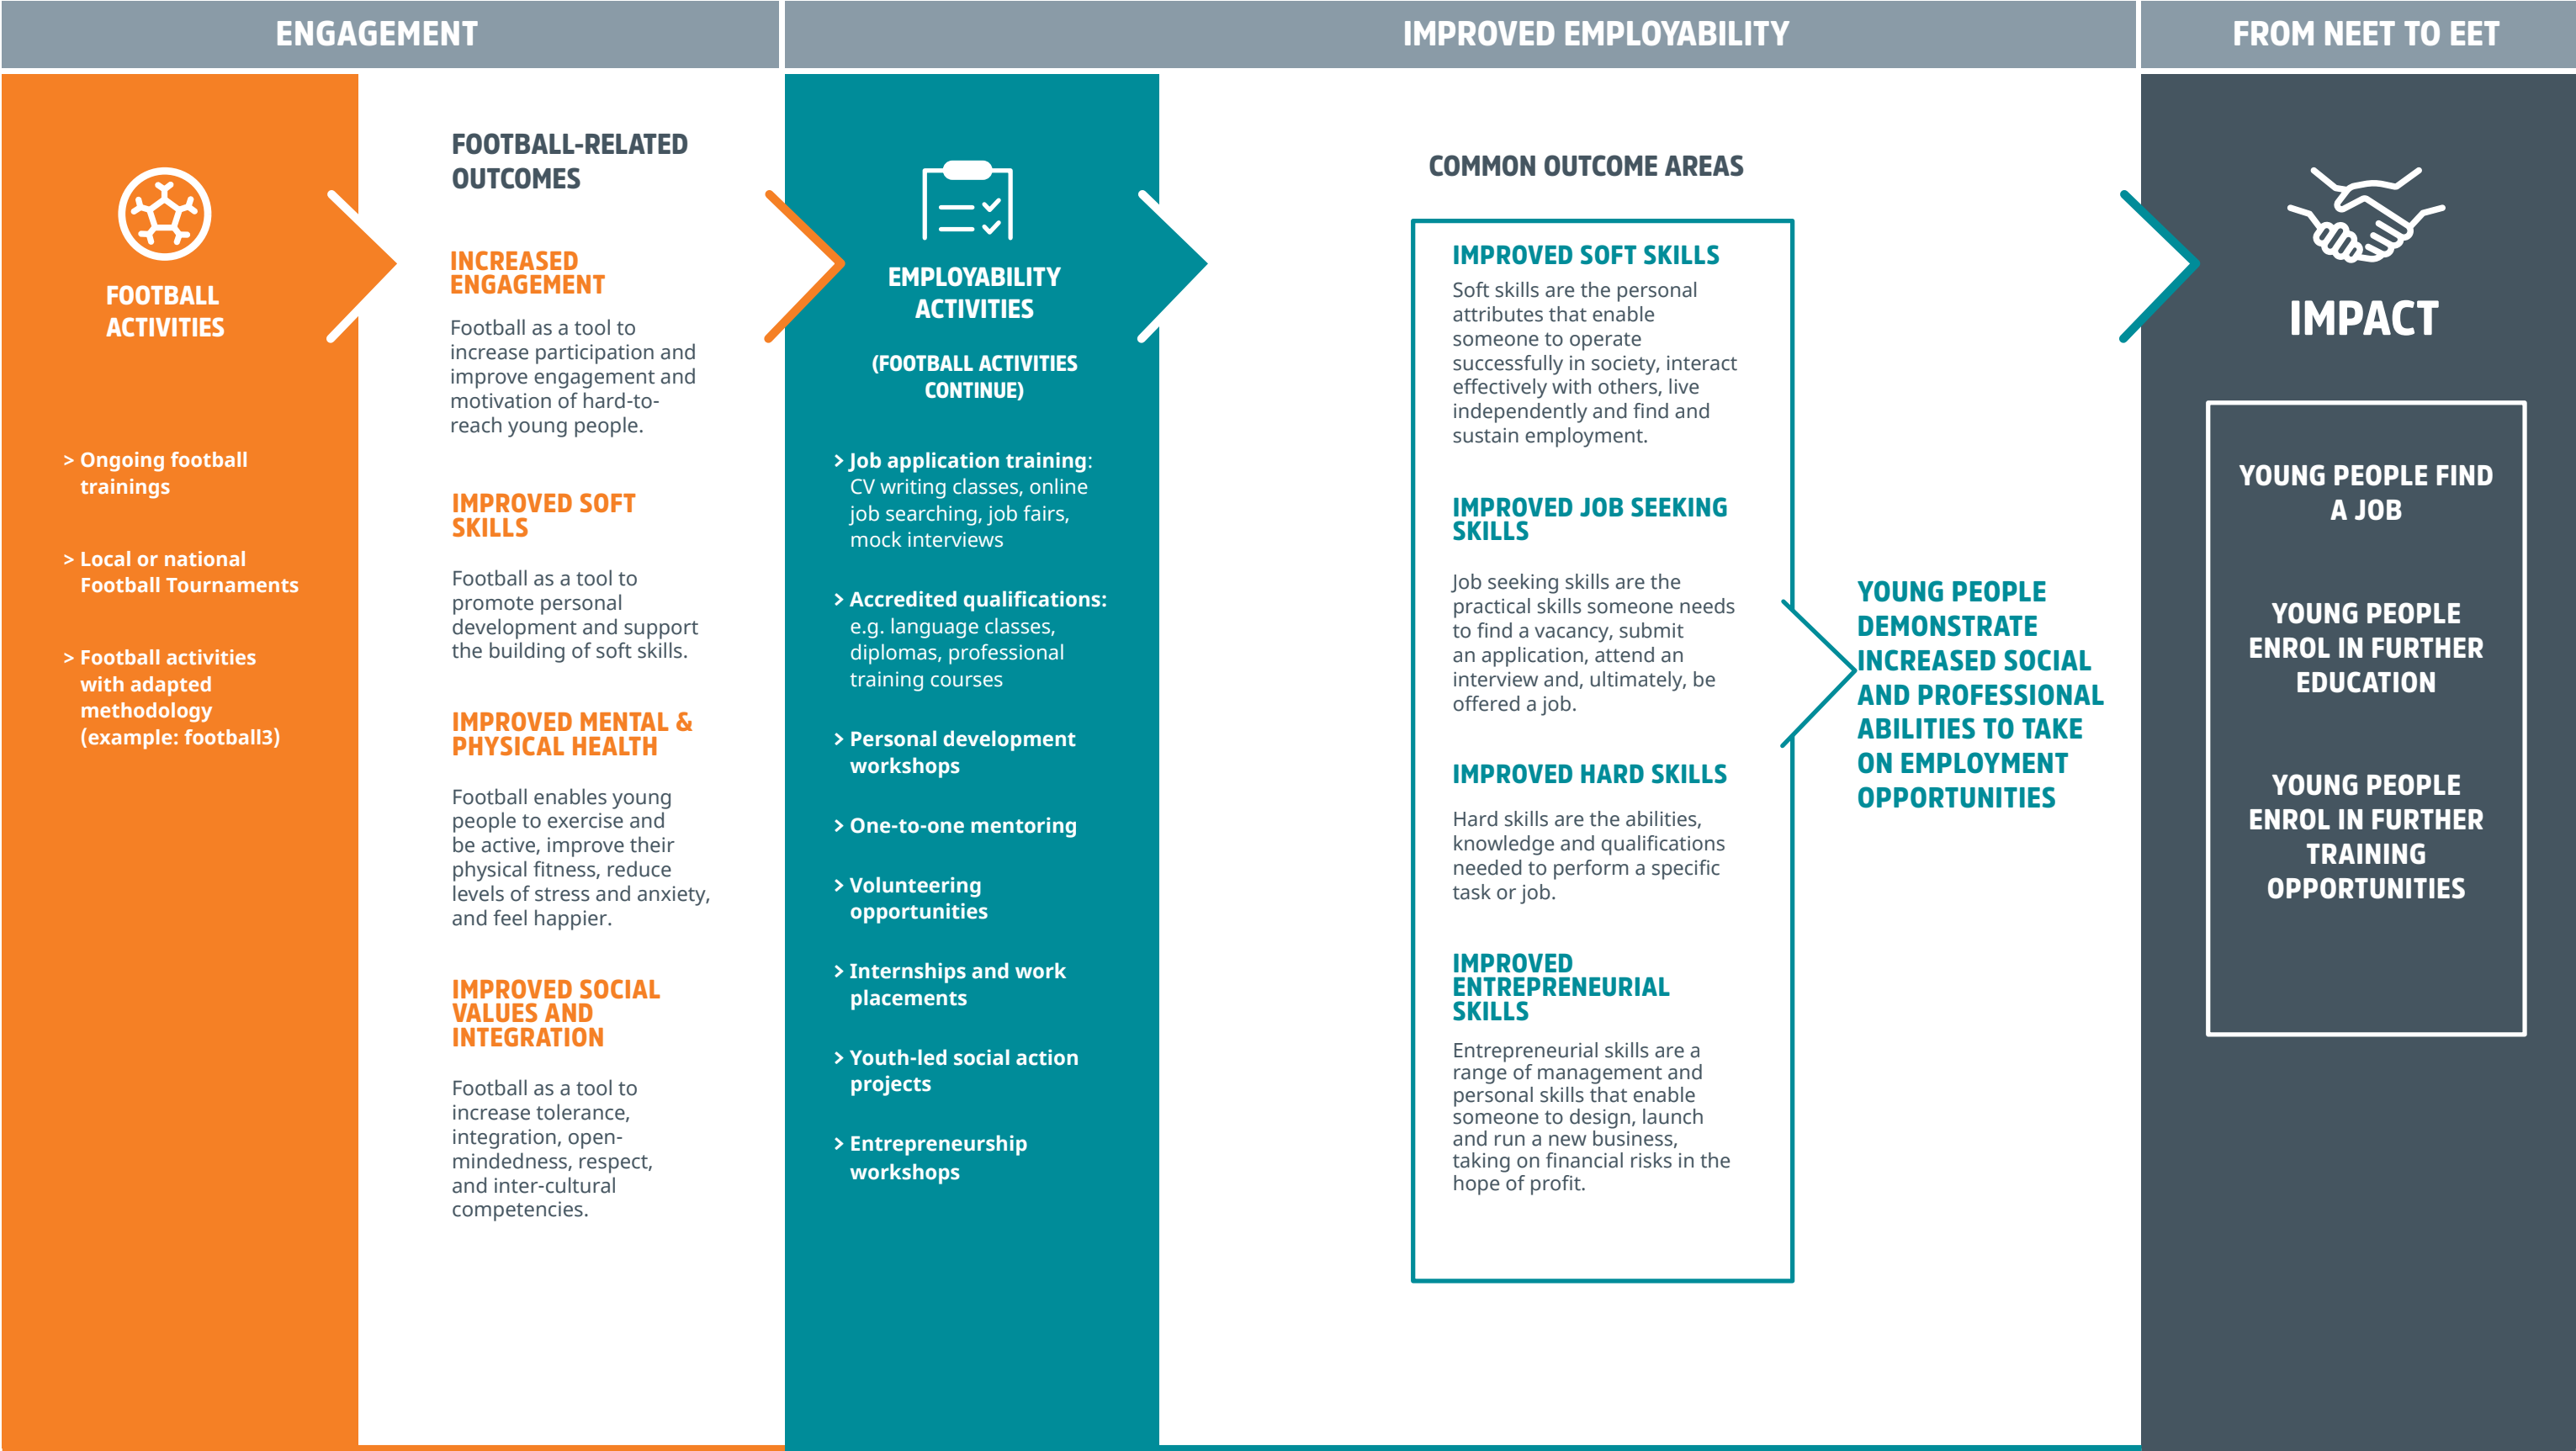 ENGAGEMENT
IMPROVED EMPLOYABILITY
FROM NEET TO EET
FOOTBALL
ACTIVITIES
> Ongoing football
trainings
> Local or national
Football Tournaments
> Football activities
with adapted
methodology
(example: football3)
FOOTBALL-RELATED
OUTCOMES
INCREASED
ENGAGEMENT
Football as a tool to
increase participation and
improve engagement and
motivation of hard-to-
reach young people.
IMPROVED SOFT
SKILLS
Football as a tool to
promote personal
development and support
the building of soft skills.
IMPROVED MENTAL &
PHYSICAL HEALTH
Football enables young
people to exercise and
be active, improve their
physical fitness, reduce
levels of stress and anxiety,
and feel happier.
IMPROVED SOCIAL
VALUES AND
INTEGRATION
Football as a tool to
increase tolerance,
integration, open-
mindedness, respect,
and inter-cultural
competencies.
EMPLOYABILITY
ACTIVITIES
(FOOTBALL ACTIVITIES
CONTINUE)
> Job application training:
CV writing classes, online
job searching, job fairs,
mock interviews
> Accredited qualifications:
e.g. language classes,
diplomas, professional
training courses
> Personal development
workshops
> One-to-one mentoring
> Volunteering
opportunities
> Internships and work
placements
> Youth-led social action
projects
> Entrepreneurship
workshops
COMMON OUTCOME AREAS
IMPROVED SOFT SKILLS
Soft skills are the personal
attributes that enable
someone to operate
successfully in society, interact
effectively with others, live
independently and find and
sustain employment.
IMPROVED JOB SEEKING
SKILLS
Job seeking skills are the
practical skills someone needs
to find a vacancy, submit
an application, attend an
interview and, ultimately, be
offered a job.
IMPROVED HARD SKILLS
Hard skills are the abilities,
knowledge and qualifications
needed to perform a specific
task or job.
IMPROVED
ENTREPRENEURIAL
SKILLS
Entrepreneurial skills are a
range of management and
personal skills that enable
someone to design, launch
and run a new business,
taking on financial risks in the
hope of profit.
YOUNG PEOPLE
DEMONSTRATE
INCREASED SOCIAL
AND PROFESSIONAL
ABILITIES TO TAKE
ON EMPLOYMENT
OPPORTUNITIES
IMPACT
YOUNG PEOPLE FIND
A JOB
YOUNG PEOPLE
ENROL IN FURTHER
EDUCATION
YOUNG PEOPLE
ENROL IN FURTHER
TRAINING
OPPORTUNITIES